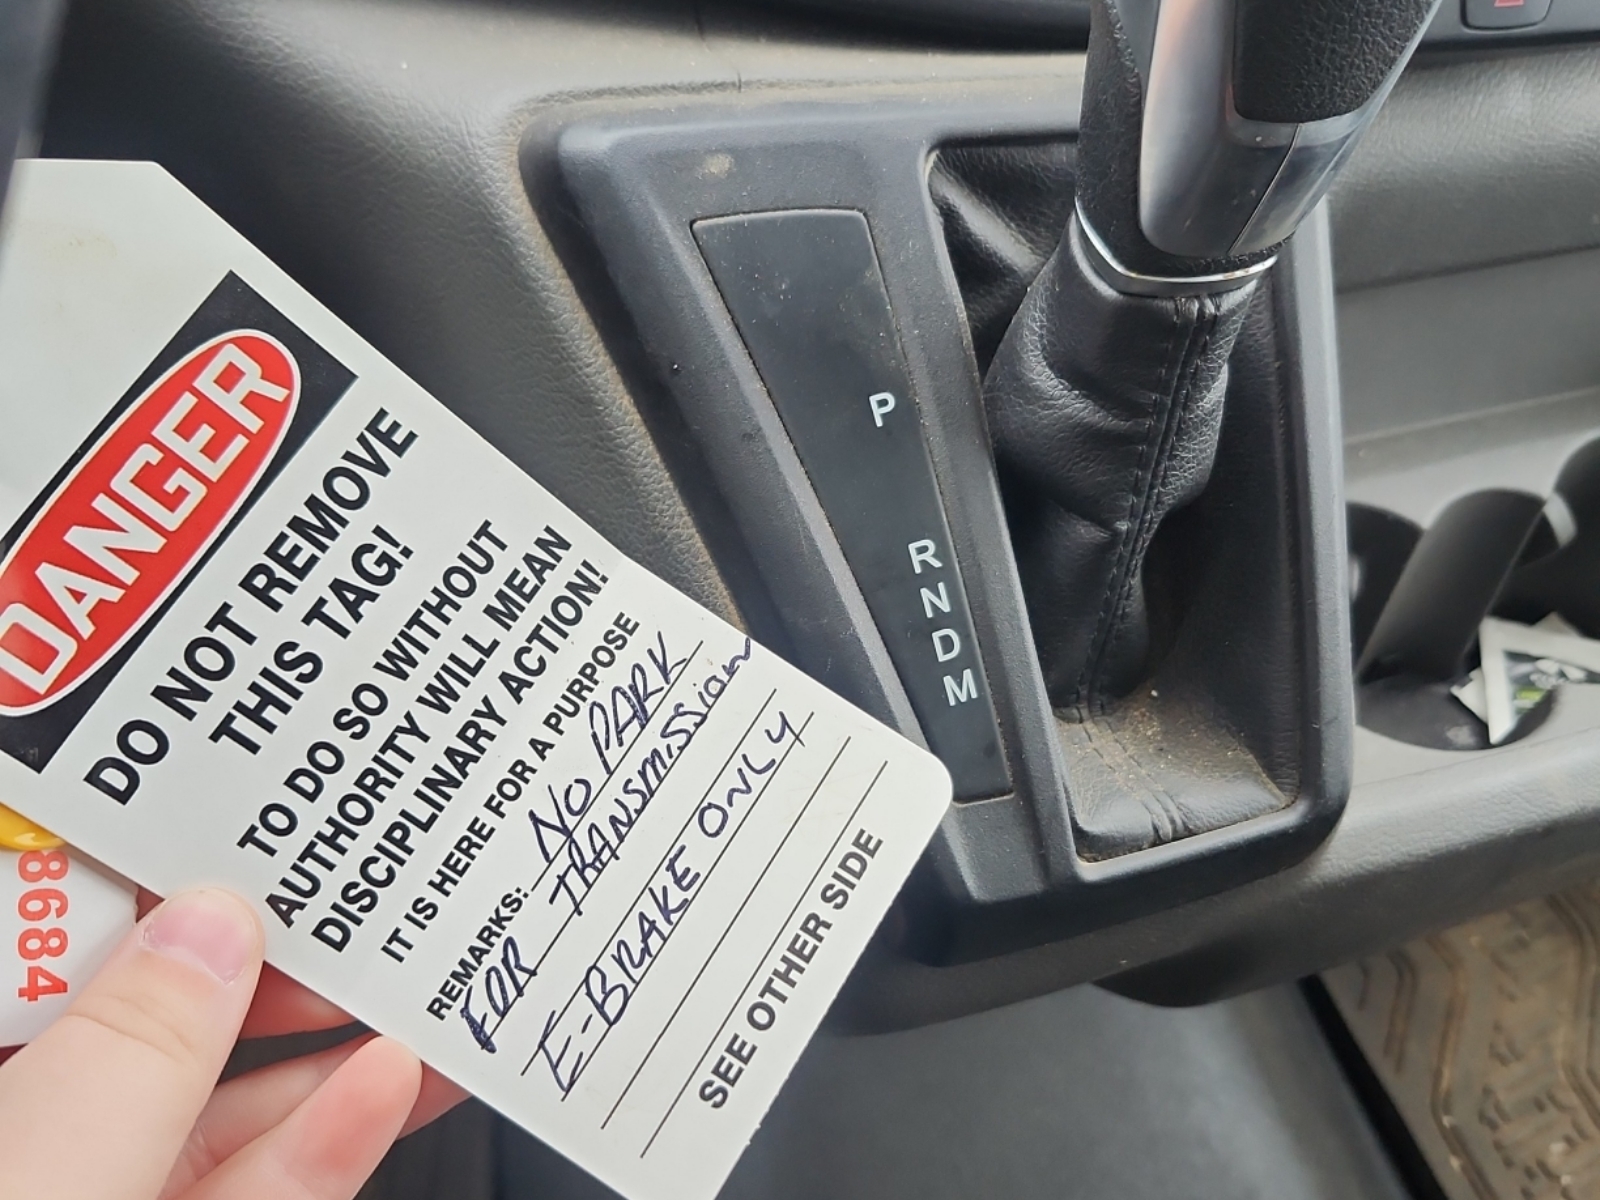 DANGER
DO NOT REMOVE
THIS TAG!
TO DO SO WITHOUT
AUTHORITY WILL MEAN
DISCIPLINARY ACTION!
IT IS HERE FOR A PURPOSE
REMARKS: NO PARK
FOR TRANSMISSION
E-BRAKE ONLY
SEE OTHER SIDE
8684
P
R
N
D
M